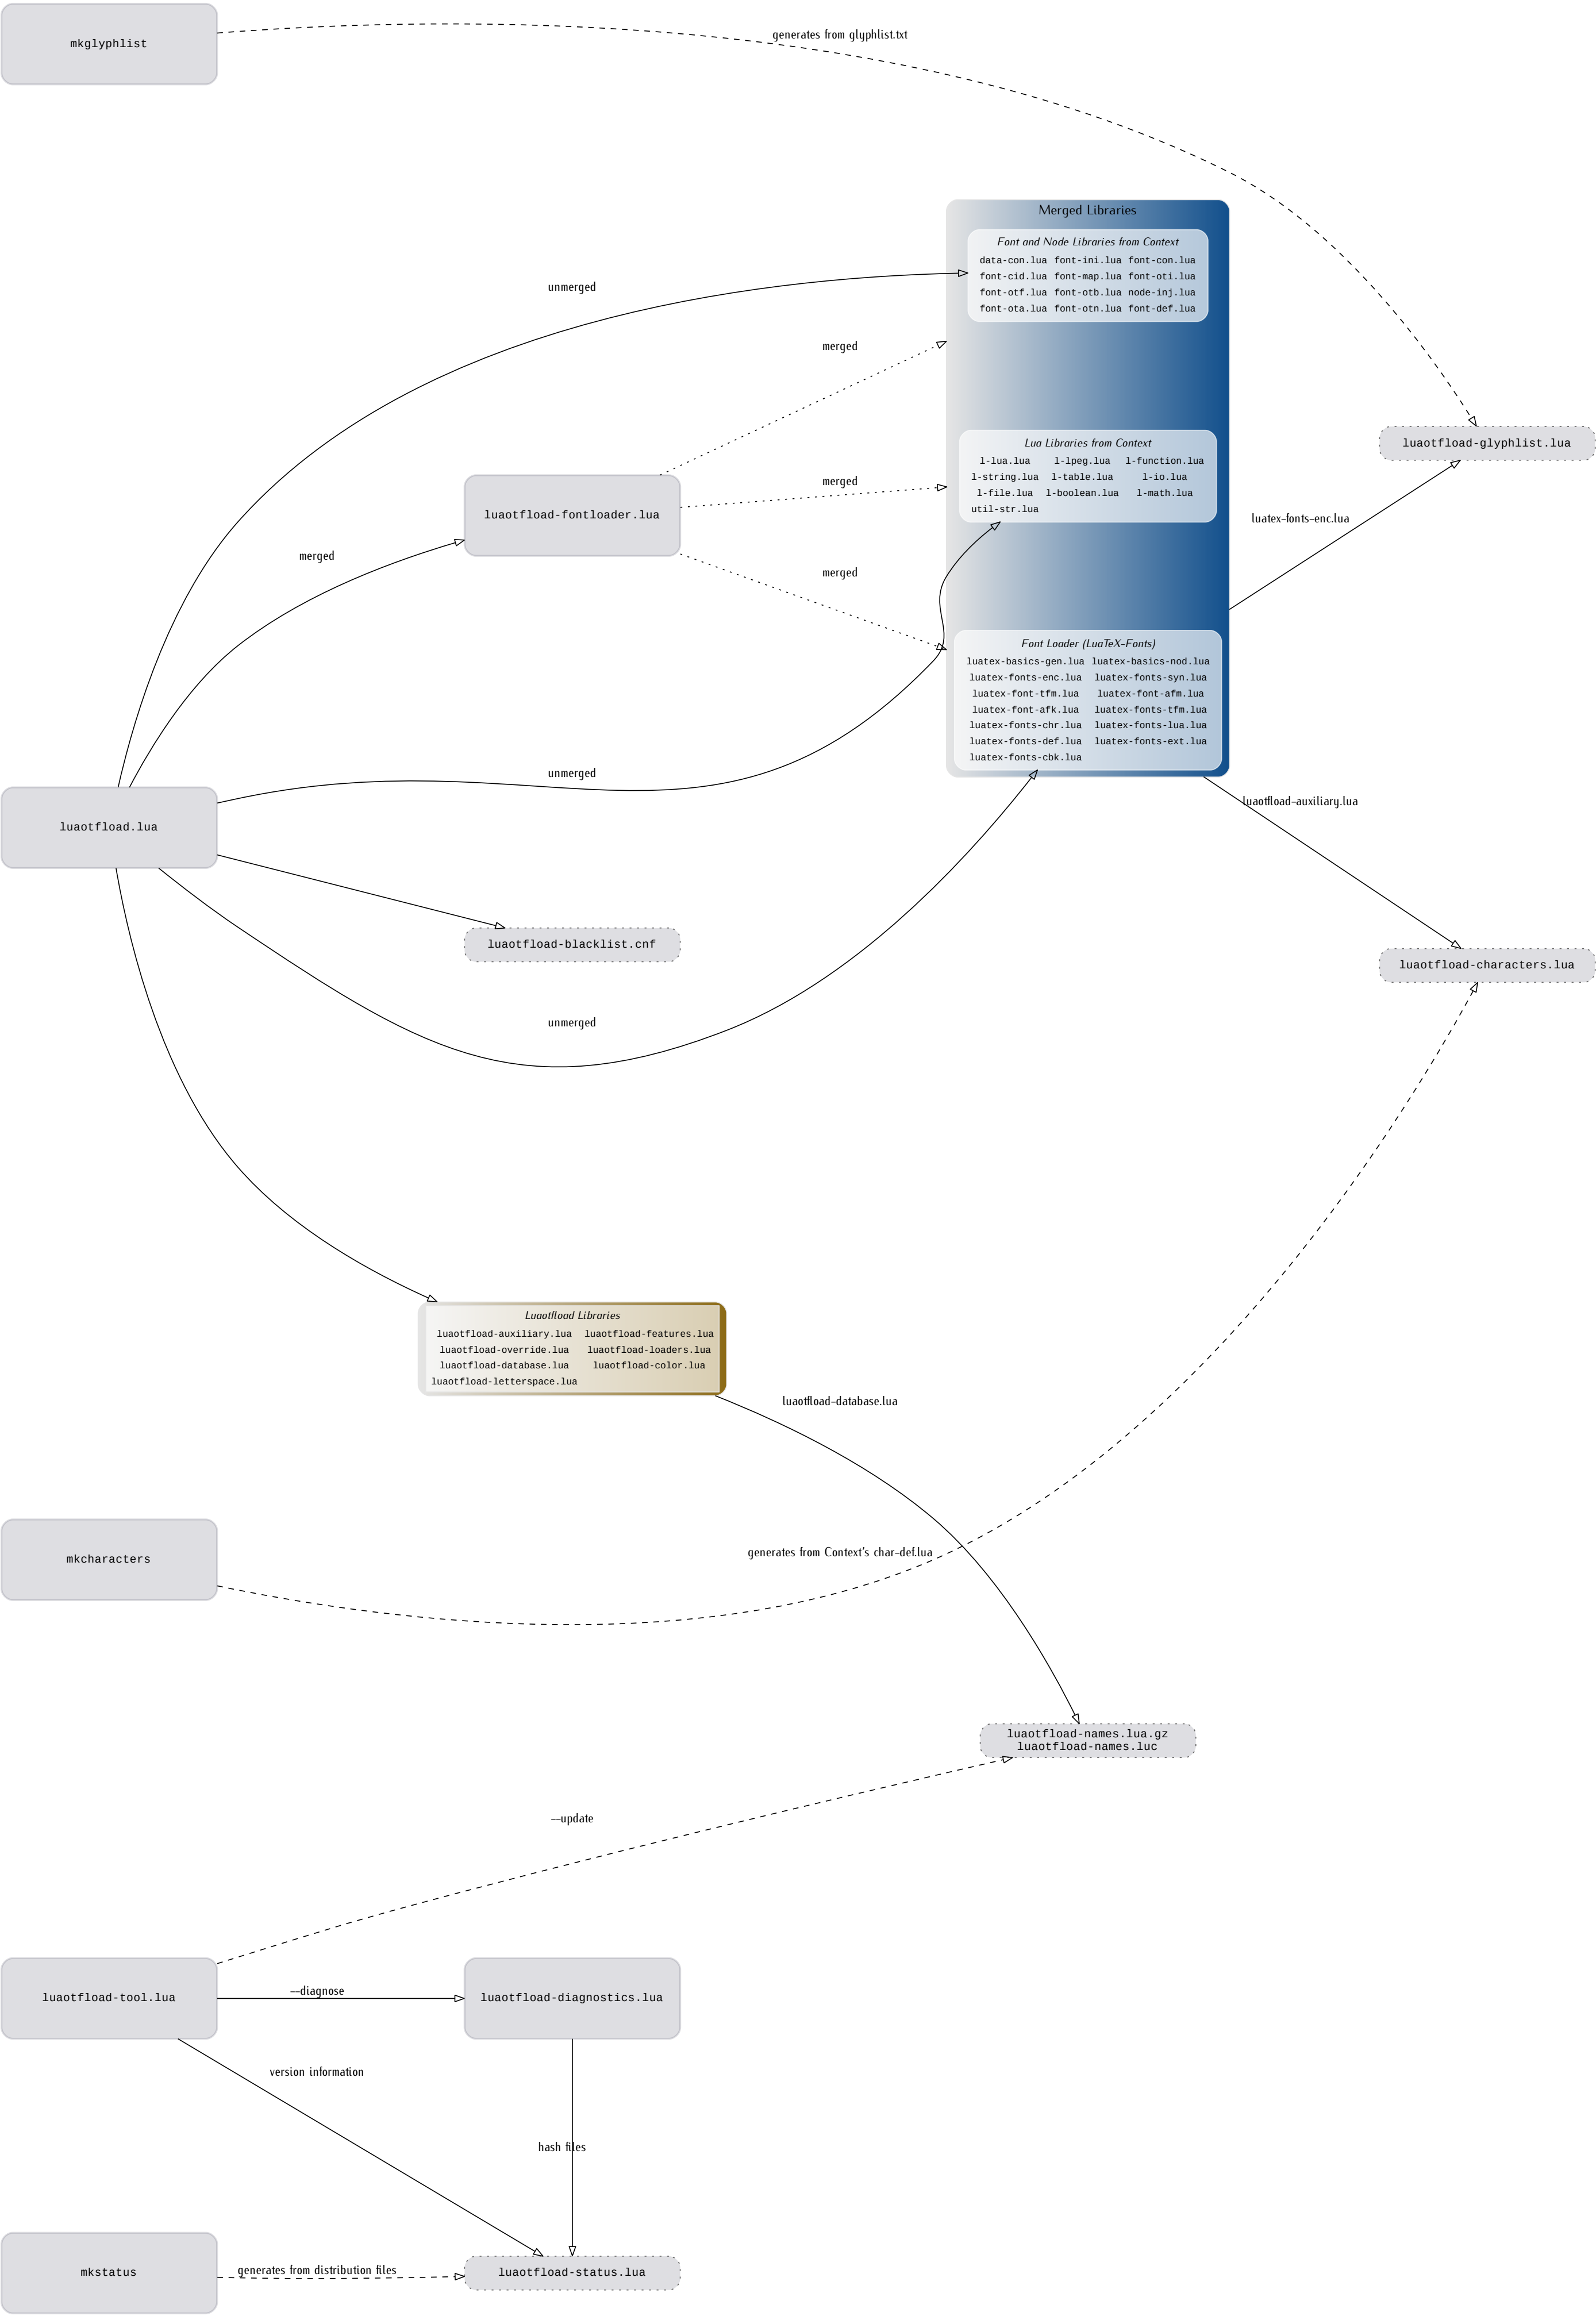 mkglyphlist
generates from glyphlist.txt
Merged Libraries
Font and Node Libraries from Context
data-con.lua font-ini.lua font-con.lua
font-cid.lua font-map.lua font-oti.lua
font-otf.lua font-otb.lua node-inj.lua
font-ota.lua font-otn.lua font-def.lua
unmerged
merged
luaotfload-glyphlist.lua
Lua Libraries from Context
l-lua.lua l-lpeg.lua l-function.lua
l-string.lua l-table.lua l-io.lua
l-file.lua l-boolean.lua l-math.lua
util-str.lua
merged
luaotfload-fontloader.lua
luatex-fonts-enc.lua
merged
merged
Font Loader (LuaTeX-Fonts)
luatex-basics-gen.lua luatex-basics-nod.lua
luatex-fonts-enc.lua luatex-fonts-syn.lua
luatex-font-tfm.lua luatex-font-afm.lua
luatex-font-afk.lua luatex-fonts-tfm.lua
luatex-fonts-chr.lua luatex-fonts-lua.lua
luatex-fonts-def.lua luatex-fonts-ext.lua
luatex-fonts-cbk.lua
unmerged
luaotfload-auxiliary.lua
luaotfload.lua
luaotfload-blacklist.cnf
luaotfload-characters.lua
unmerged
Luaotfload Libraries
luaotfload-auxiliary.lua luaotfload-features.lua
luaotfload-override.lua luaotfload-loaders.lua
luaotfload-database.lua luaotfload-color.lua
luaotfload-letterspace.lua
luaotfload-database.lua
generates from Context's char-def.lua
mkcharacters
luaotfload-names.lua.gz
luaotfload-names.luc
--update
luaotfload-tool.lua
--diagnose
luaotfload-diagnostics.lua
version information
hash files
mkstatus
generates from distribution files
luaotfload-status.lua